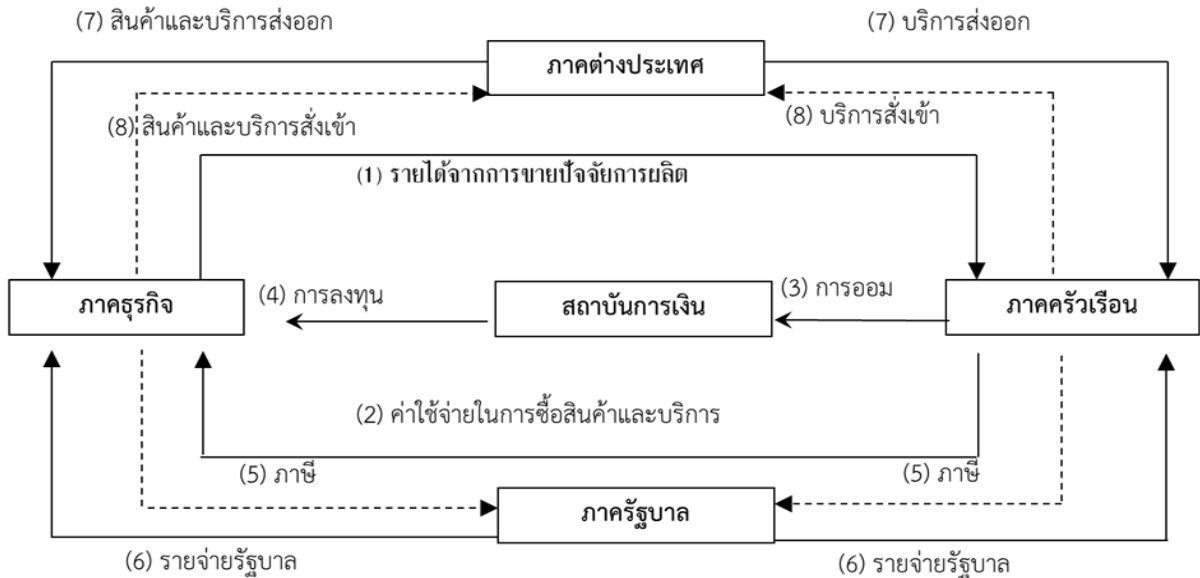 (7) สินค้าและบริการส่งออก
(7) บริการส่งออก
ภาคต่างประเทศ
(8) สินค้าและบริการสั่งเข้า
(8) บริการสั่งเข้า
(1) รายได้จากการขายปัจจัยการผลิต
ภาคธุรกิจ
(4) การลงทุน
สถาบันการเงิน
(3) การออม
ภาคครัวเรือน
(2) ค่าใช้จ่ายในการซื้อสินค้าและบริการ
(5) ภาษี
(5) ภาษี
ภาครัฐบาล
(6) รายจ่ายรัฐบาล
(6) รายจ่ายรัฐบาล